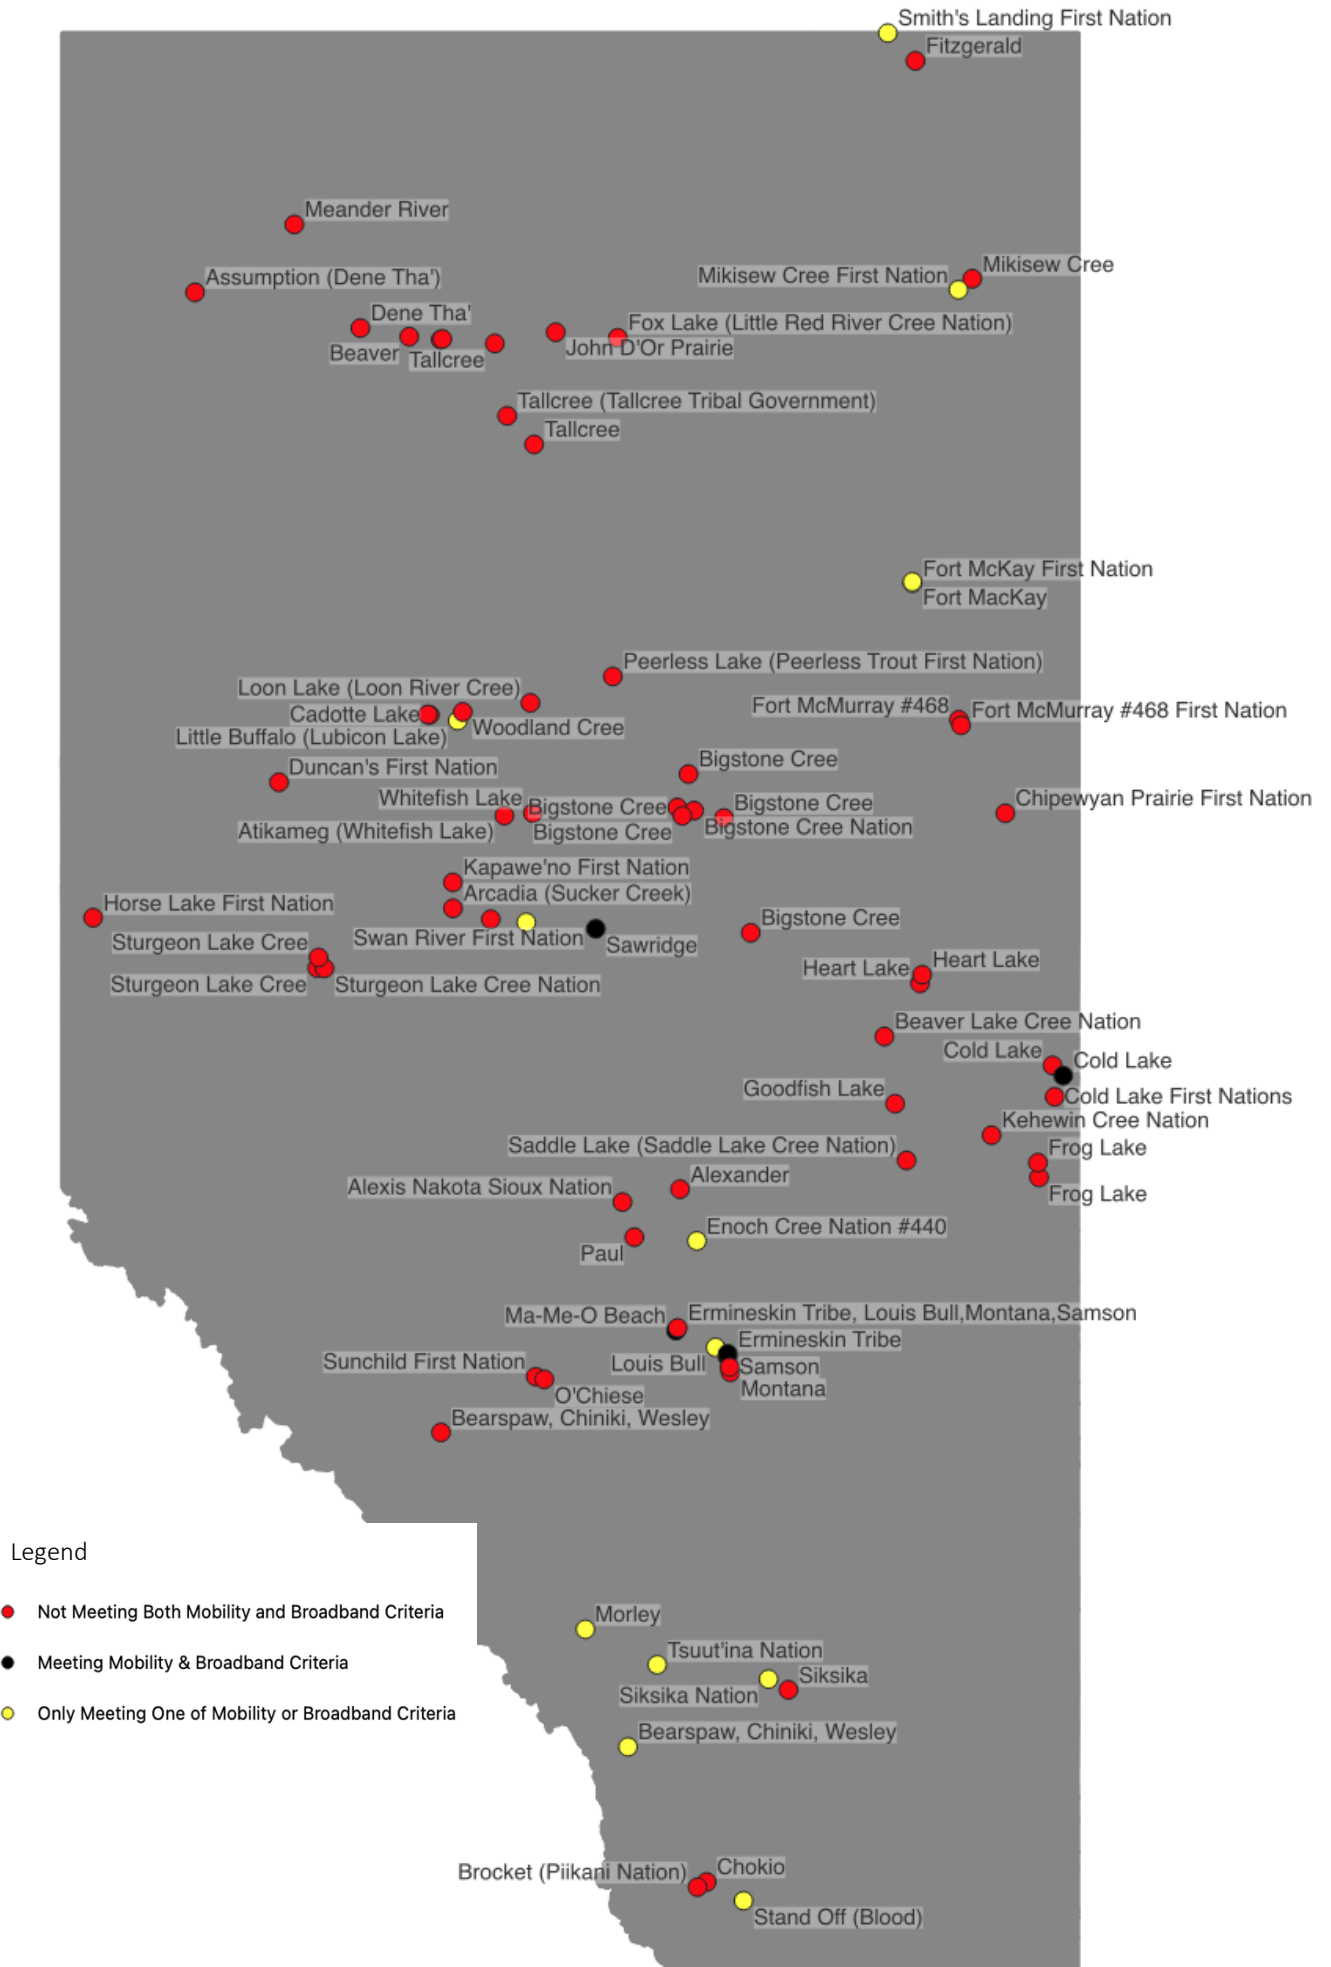 Smith's Landing First Nation
Fitzgerald
Meander River
Mikisew Cree
Mikisew Cree First Nation
Assumption (Dene Tha')
Dene Tha'
Fox Lake (Little Red River Cree Nation)
Beaver
Tallcree
John D'Or Prairie
Tallcree (Tallcree Tribal Government)
Tallcree
Fort McKay First Nation
Fort MacKay
Peerless Lake (Peerless Trout First Nation)
Loon Lake (Loon River Cree)
Fort McMurray #468
Fort McMurray #468 First Nation
Cadotte Lake
Woodland Cree
Little Buffalo (Lubicon Lake)
Bigstone Cree
Duncan's First Nation
Whitefish Lake
Bigstone Cree
Bigstone Cree
Chipewyan Prairie First Nation
Atikameg (Whitefish Lake)
Bigstone Cree
Bigstone Cree Nation
Kapawe'no First Nation
Arcadia (Sucker Creek)
Horse Lake First Nation
Bigstone Cree
Swan River First Nation
Sawridge
Sturgeon Lake Cree
Heart Lake
Heart Lake
Sturgeon Lake Cree
Sturgeon Lake Cree Nation
Beaver Lake Cree Nation
Cold Lake
Cold Lake
Goodfish Lake
Cold Lake First Nations
Kehewin Cree Nation
Saddle Lake (Saddle Lake Cree Nation)
Frog Lake
Alexander
Alexis Nakota Sioux Nation
Frog Lake
Enoch Cree Nation #440
Paul
Ma-Me-O Beach
Ermineskin Tribe, Louis Bull,Montana,Samson
Ermineskin Tribe
Sunchild First Nation
Louis Bull
Samson
Montana
O'Chiese
Bearspaw, Chiniki, Wesley
Legend
Not Meeting Both Mobility and Broadband Criteria
Meeting Mobility & Broadband Criteria
Only Meeting One of Mobility or Broadband Criteria
Morley
Tsuut'ina Nation
Siksika
Siksika Nation
Bearspaw, Chiniki, Wesley
Chokio
Brocket (Piikani Nation)
Stand Off (Blood)